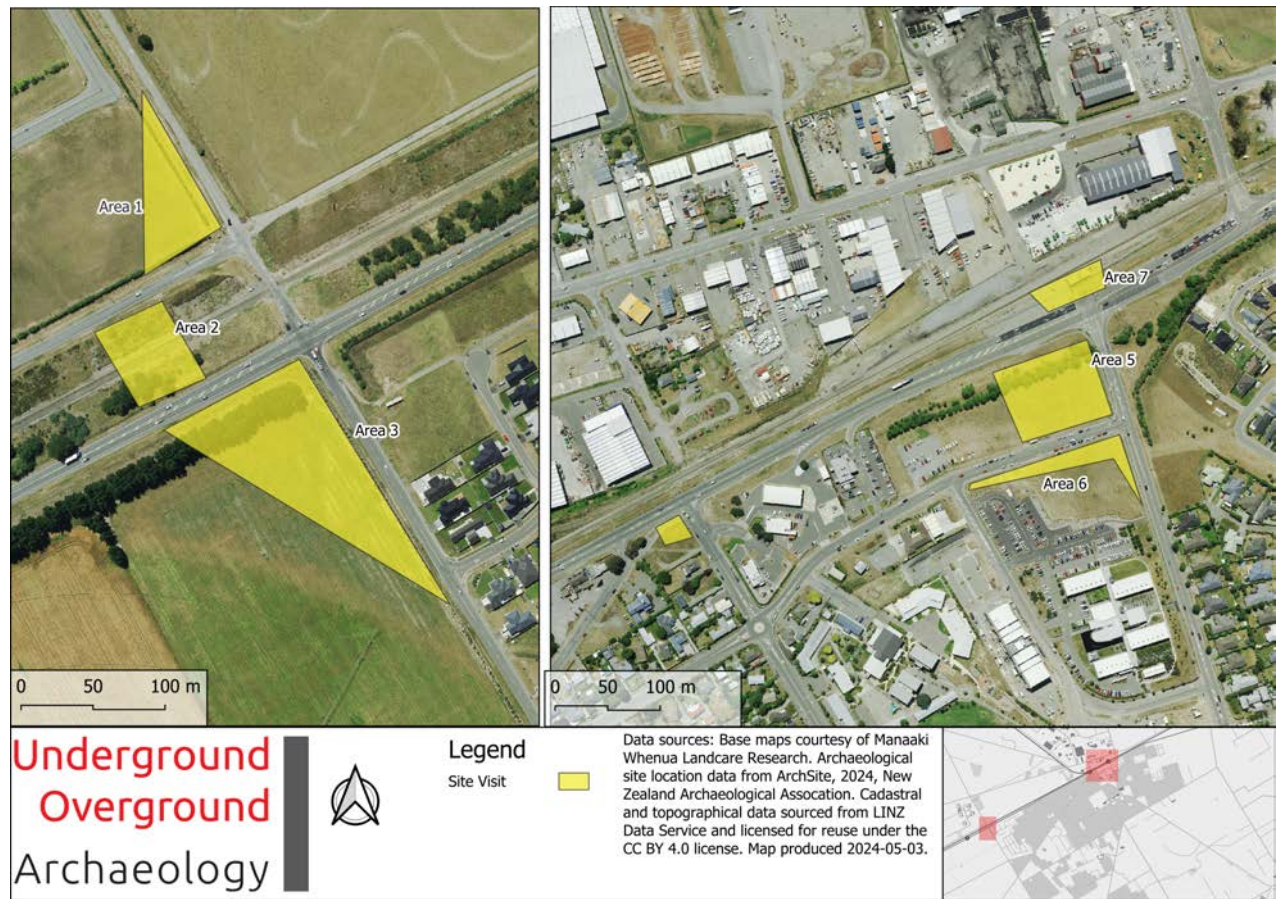 Area 1
Area 2
Area 3
0 50 100 m
Area 7
Area 5
Area 6
0 50 100 m
Underground
Overground
Archaeology
Legend
Site Visit
Data sources: Base maps courtesy of Manaaki
Whenua Landcare Research. Archaeological
site location data from ArchSite, 2024, New
Zealand Archaeological Assocation. Cadastral
and topographical data sourced from LINZ
Data Service and licensed for reuse under the
CC BY 4.0 license. Map produced 2024-05-03.